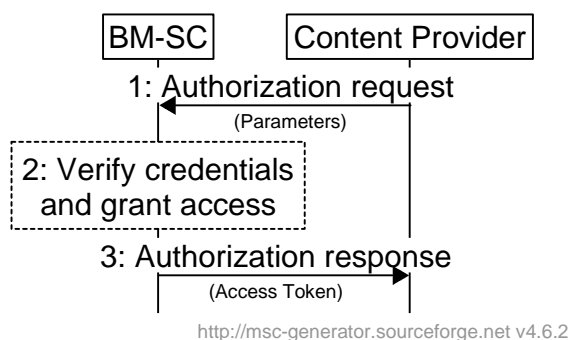 BM-SC
Content Provider
1: Authorization request
(Parameters)
2: Verify credentials
and grant access
3: Authorization response
(Access Token)
http://msc-generator.sourceforge.net v4.6.2